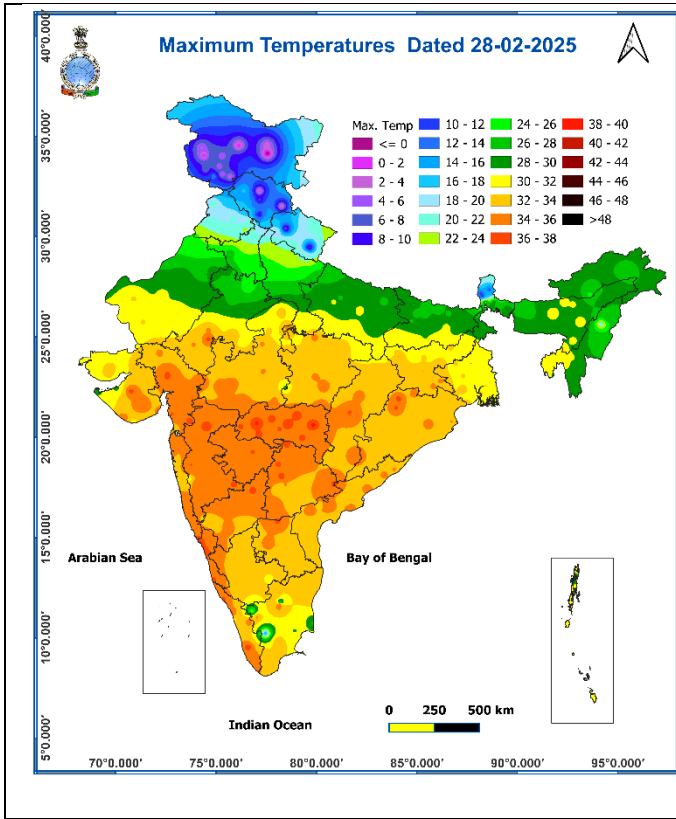 Maximum Temperatures Dated 28-02-2025
Max. Temp
<= 0
0 - 2
2 - 4
4 - 6
6 - 8
8 - 10
10 - 12
12 - 14
14 - 16
16 - 18
18 - 20
20 - 22
22 - 24
24 - 26
26 - 28
28 - 30
30 - 32
32 - 34
34 - 36
36 - 38
38 - 40
40 - 42
42 - 44
44 - 46
46 - 48
>48
40°0.000'
35°0.000'
30°0.000'
25°0.000'
20°0.000'
15°0.000'
10°0.000'
5°0.000'
Arabian Sea
Bay of Bengal
Indian Ocean
0 250 500 km
70°0.000' 75°0.000' 80°0.000' 85°0.000' 90°0.000' 95°0.000'